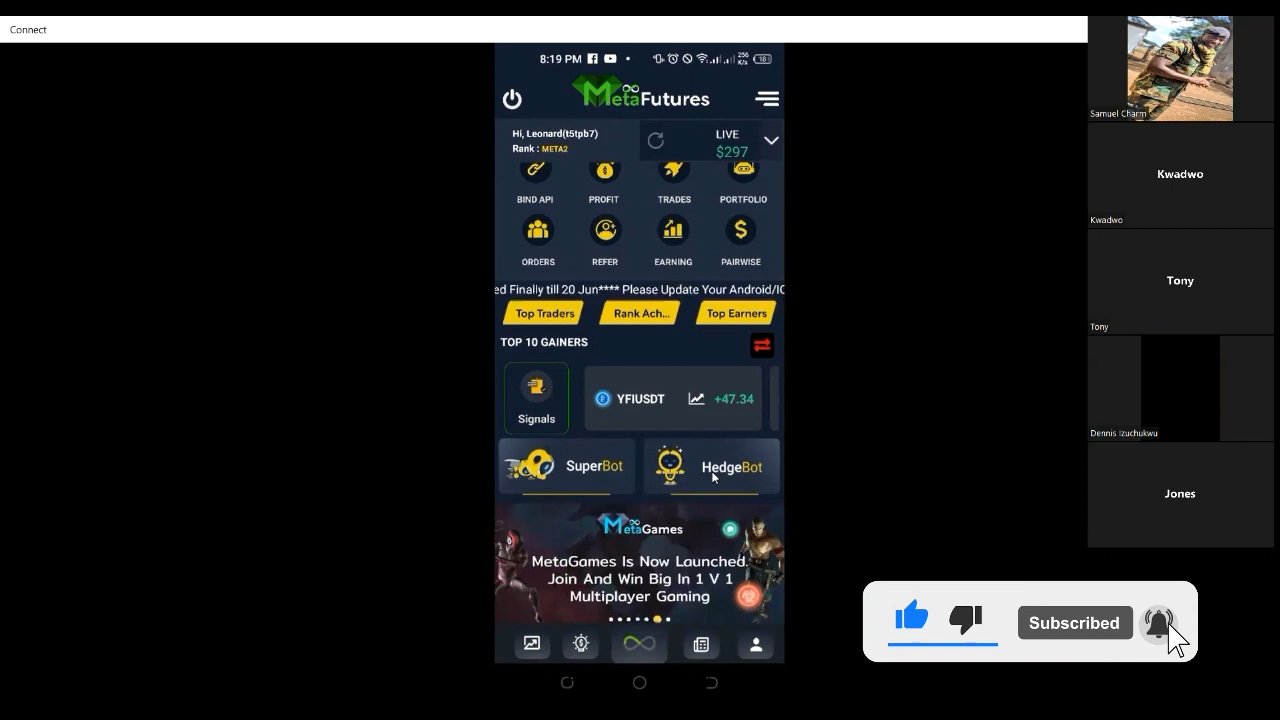 Connect
8:19 PM
256
K/s
18
MetaFutures
Hi, Leonard(t5tpb7)
Rank : META2
LIVE
$297
BIND API
PROFIT
TRADES
PORTFOLIO
ORDERS
REFER
EARNING
PAIRWISE
ed Finally till 20 Jun**** Please Update Your Android/IO
Top Traders
Rank Ach...
Top Earners
TOP 10 GAINERS
Signals
YFIUSDT
+47.34
SuperBot
HedgeBot
MetaGames
MetaGames Is Now Launched.
Join And Win Big In 1 V 1
Multiplayer Gaming
Samuel Charm
Kwadwo
Kwadwo
Tony
Tony
Dennis Izuchukwu
Jones
Subscribed